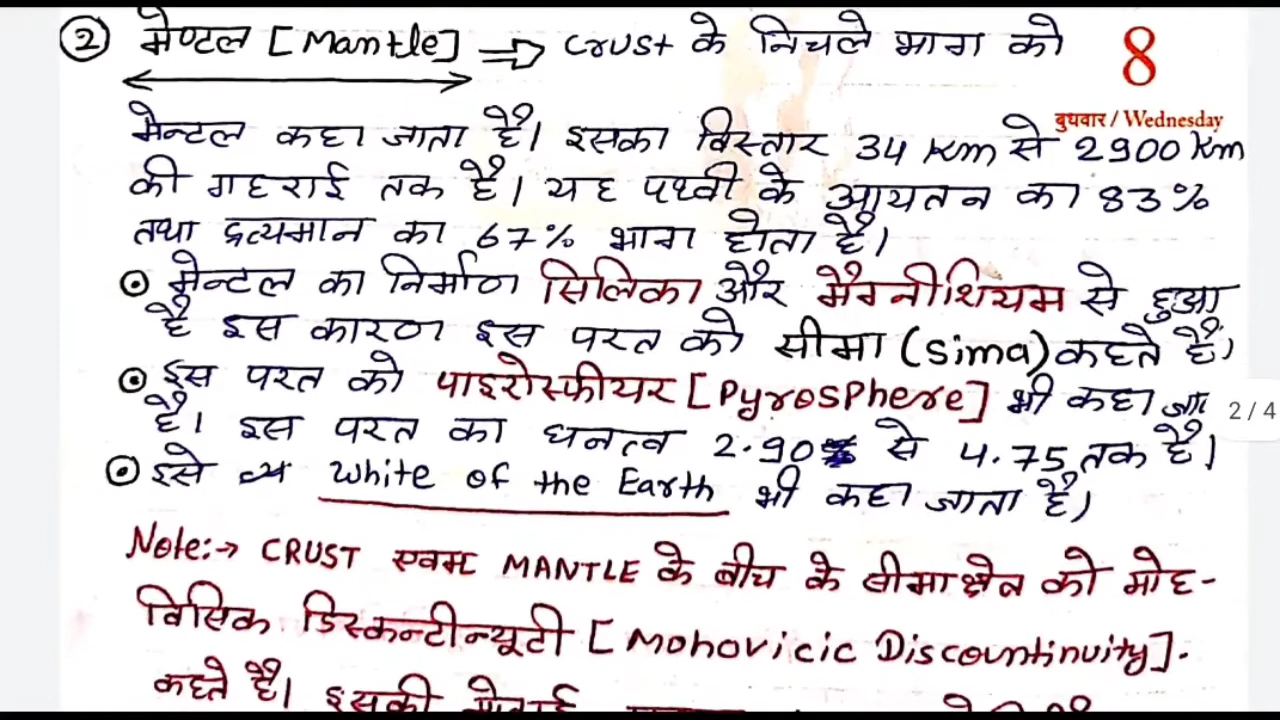 ② मेण्टल [Mantle] ⇒ Crust के निचले भाग को
8
बुधवार / Wednesday
मेन्टल कहा जाता है। इसका विस्तार 34 km से 2900 km
की गहराई तक है। यह पृथ्वी के आयतन का 83%
तथा द्रव्यमान का 67% भाग होता है।
⊙ मेन्टल का निर्माण सिलिका और मैग्नीशियम से हुआ
है इस कारण इस परत को सीमा (Sima) कहते है।
⊙ इस परत को पाइरोस्फीयर [Pyrosphere] भी कहा जा
2 / 4
है। इस परत का घनत्व 2.90 से 4.75 तक है।
⊙ इसे White of the Earth भी कहा जाता है।
Note:→ CRUST एवम MANTLE के बीच के सीमा क्षेत्र को मोह-
विसिक डिस्कन्टीन्यूटी [Mohovicic Discountinuity].
कहते है। इसकी